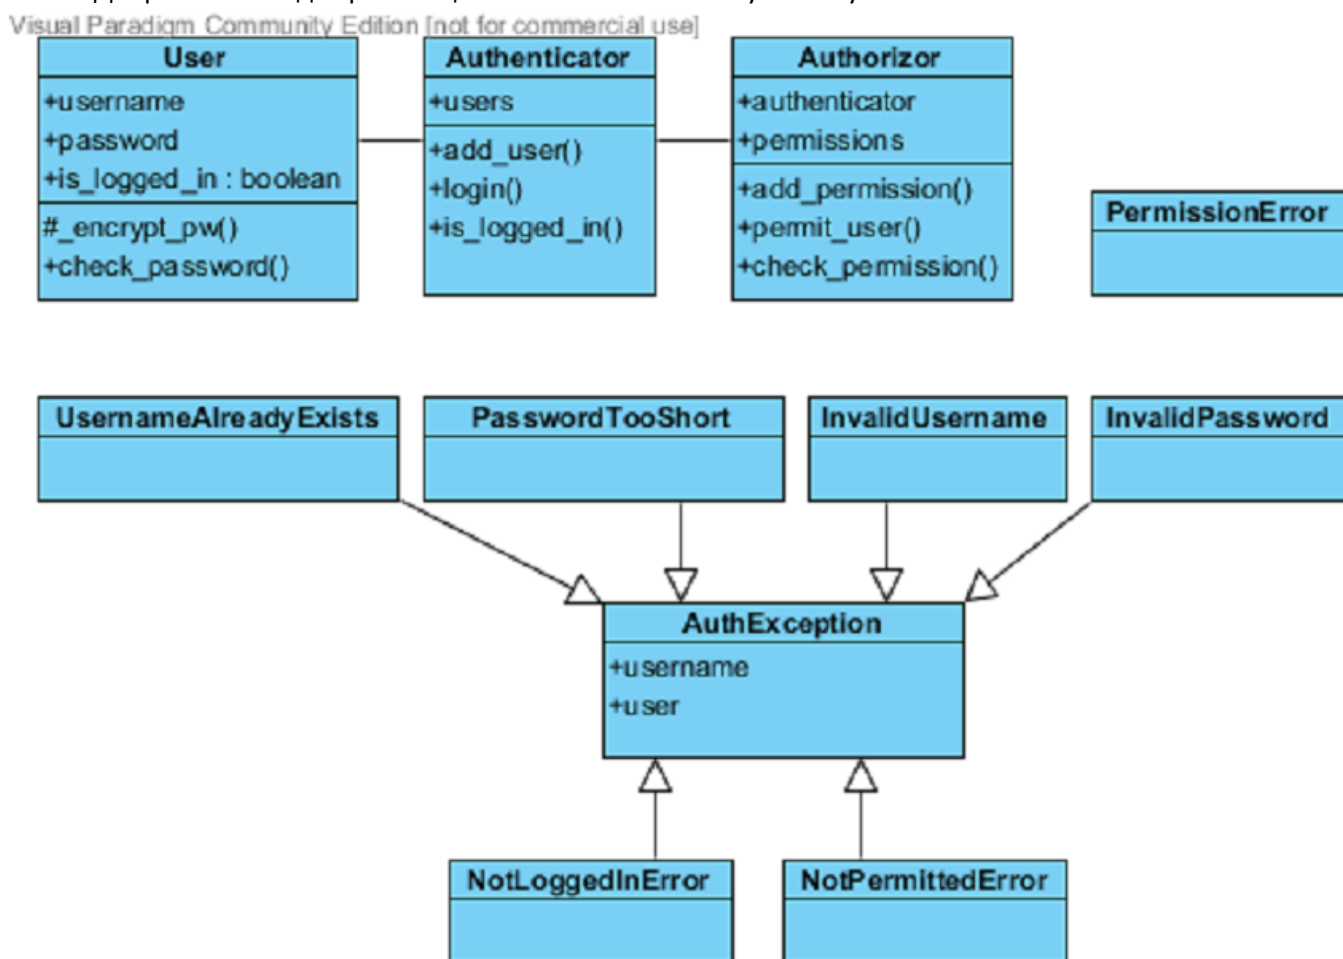 Visual Paradigm Community Edition [not for commercial use]
User
+username
+password
+is_logged_in : boolean
#_encrypt_pw()
+check_password()
Authenticator
+users
+add_user()
+login()
+is_logged_in()
Authorizor
+authenticator
+permissions
+add_permission()
+permit_user()
+check_permission()
PermissionError
UsernameAlreadyExists
PasswordTooShort
InvalidUsername
InvalidPassword
AuthException
+username
+user
NotLoggedInError
NotPermittedError